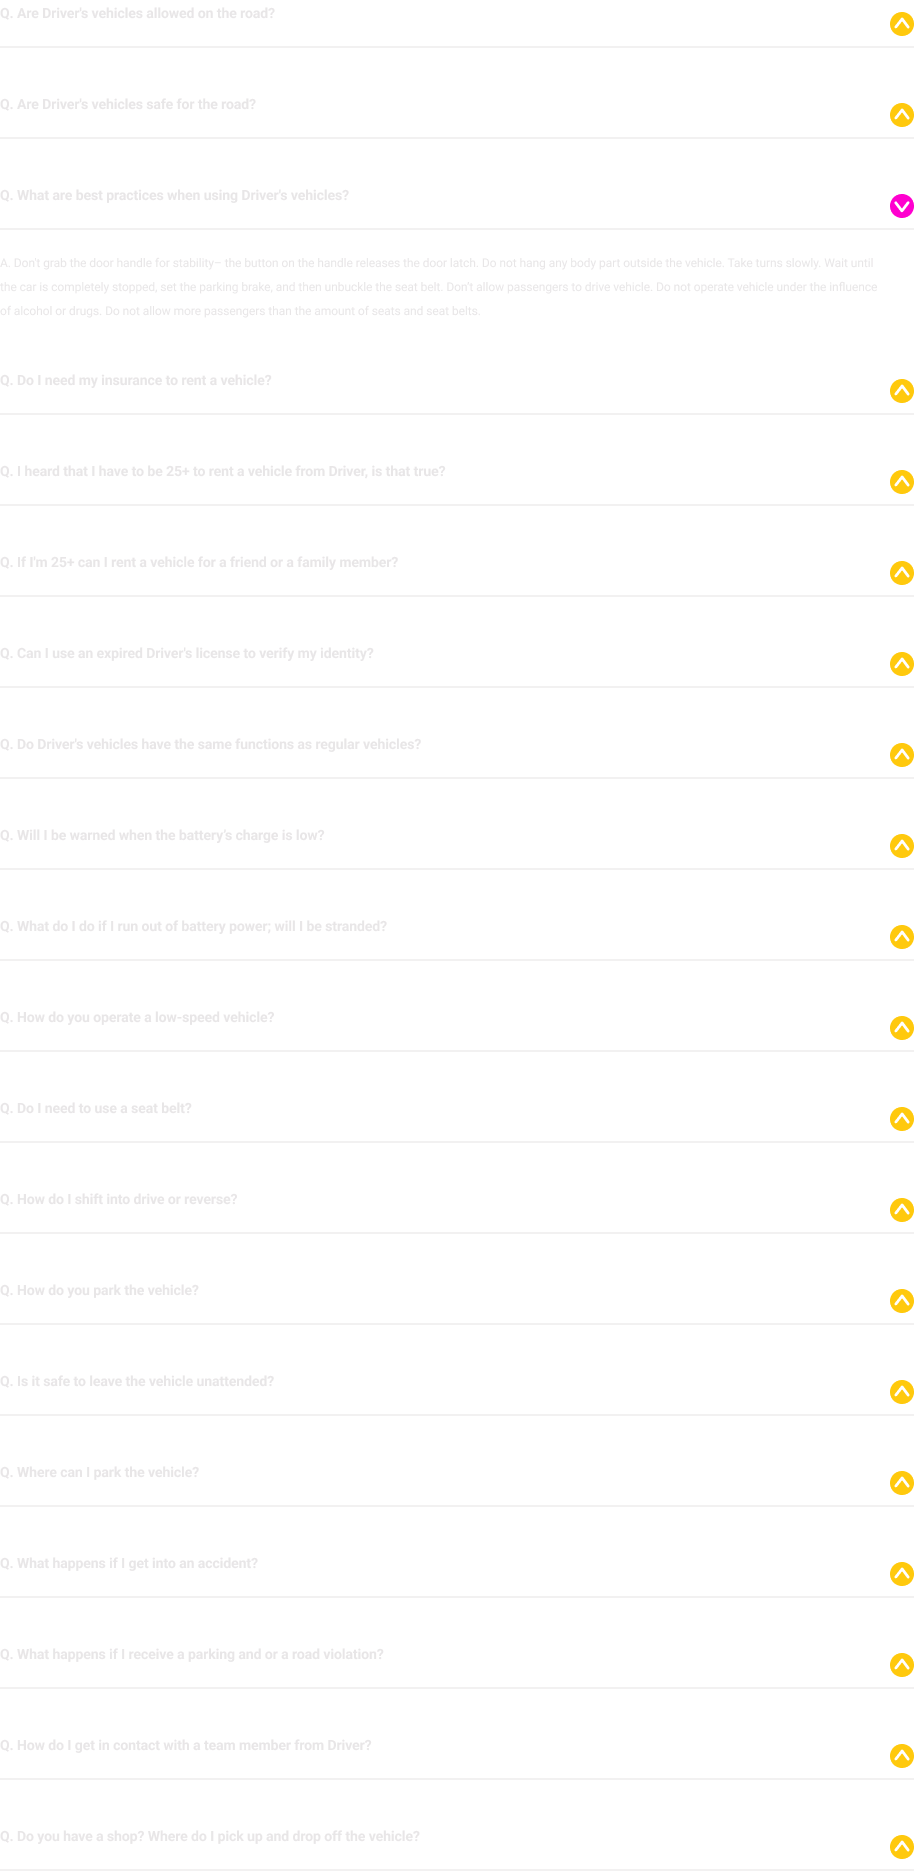 Q. Are Driver's vehicles allowed on the road?
Q. Are Driver's vehicles safe for the road?
Q. What are best practices when using Driver's vehicles?
A. Don't grab the door handle for stability– the button on the handle releases the door latch. Do not hang any body part outside the vehicle. Take turns slowly. Wait until
the car is completely stopped, set the parking brake, and then unbuckle the seat belt. Don't allow passengers to drive vehicle. Do not operate vehicle under the influence
of alcohol or drugs. Do not allow more passengers than the amount of seats and seat belts.
Q. Do I need my insurance to rent a vehicle?
Q. I heard that I have to be 25+ to rent a vehicle from Driver, is that true?
Q. If I'm 25+ can I rent a vehicle for a friend or a family member?
Q. Can I use an expired Driver's license to verify my identity?
Q. Do Driver's vehicles have the same functions as regular vehicles?
Q. Will I be warned when the battery's charge is low?
Q. What do I do if I run out of battery power; will I be stranded?
Q. How do you operate a low-speed vehicle?
Q. Do I need to use a seat belt?
Q. How do I shift into drive or reverse?
Q. How do you park the vehicle?
Q. Is it safe to leave the vehicle unattended?
Q. Where can I park the vehicle?
Q. What happens if I get into an accident?
Q. What happens if I receive a parking and or a road violation?
Q. How do I get in contact with a team member from Driver?
Q. Do you have a shop? Where do I pick up and drop off the vehicle?